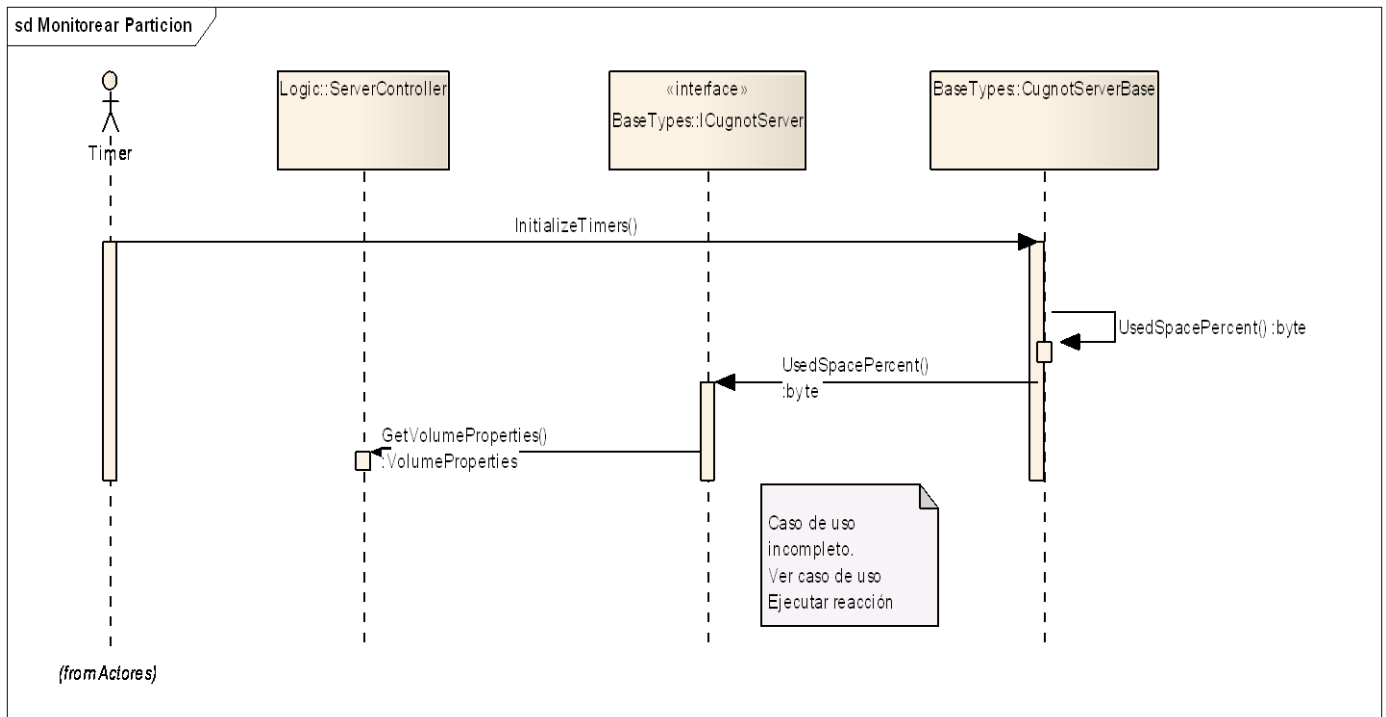 sd Monitorear Particion
Timer
Logic::ServerController
«interface»
BaseTypes::ICugnotServer
BaseTypes::CugnotServerBase
InitializeTimers()
UsedSpacePercent() :byte
UsedSpacePercent()
:byte
GetVolumeProperties()
:VolumeProperties
Caso de uso
incompleto.
Ver caso de uso
Ejecutar reacción
(from Actores)